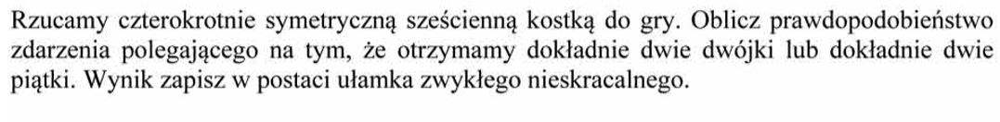 Rzucamy czterokrotnie symetryczną sześcienną kostką do gry. Oblicz prawdopodobieństwo
zdarzenia polegającego na tym, że otrzymamy dokładnie dwie dwójki lub dokładnie dwie
piątki. Wynik zapisz w postaci ułamka zwykłego nieskracalnego.